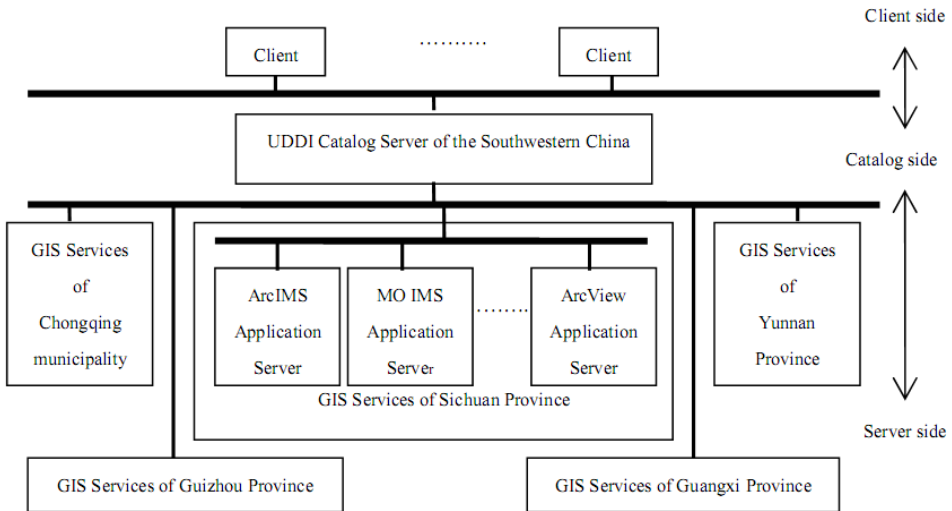 Client side
Client
..........
Client
UDDI Catalog Server of the Southwestern China
Catalog side
GIS Services
of
Chongqing
municipality
ArcIMS
Application
Server
MO IMS
Application
Server
........
ArcView
Application
Server
GIS Services of Sichuan Province
GIS Services
of
Yunnan
Province
Server side
GIS Services of Guizhou Province
GIS Services of Guangxi Province